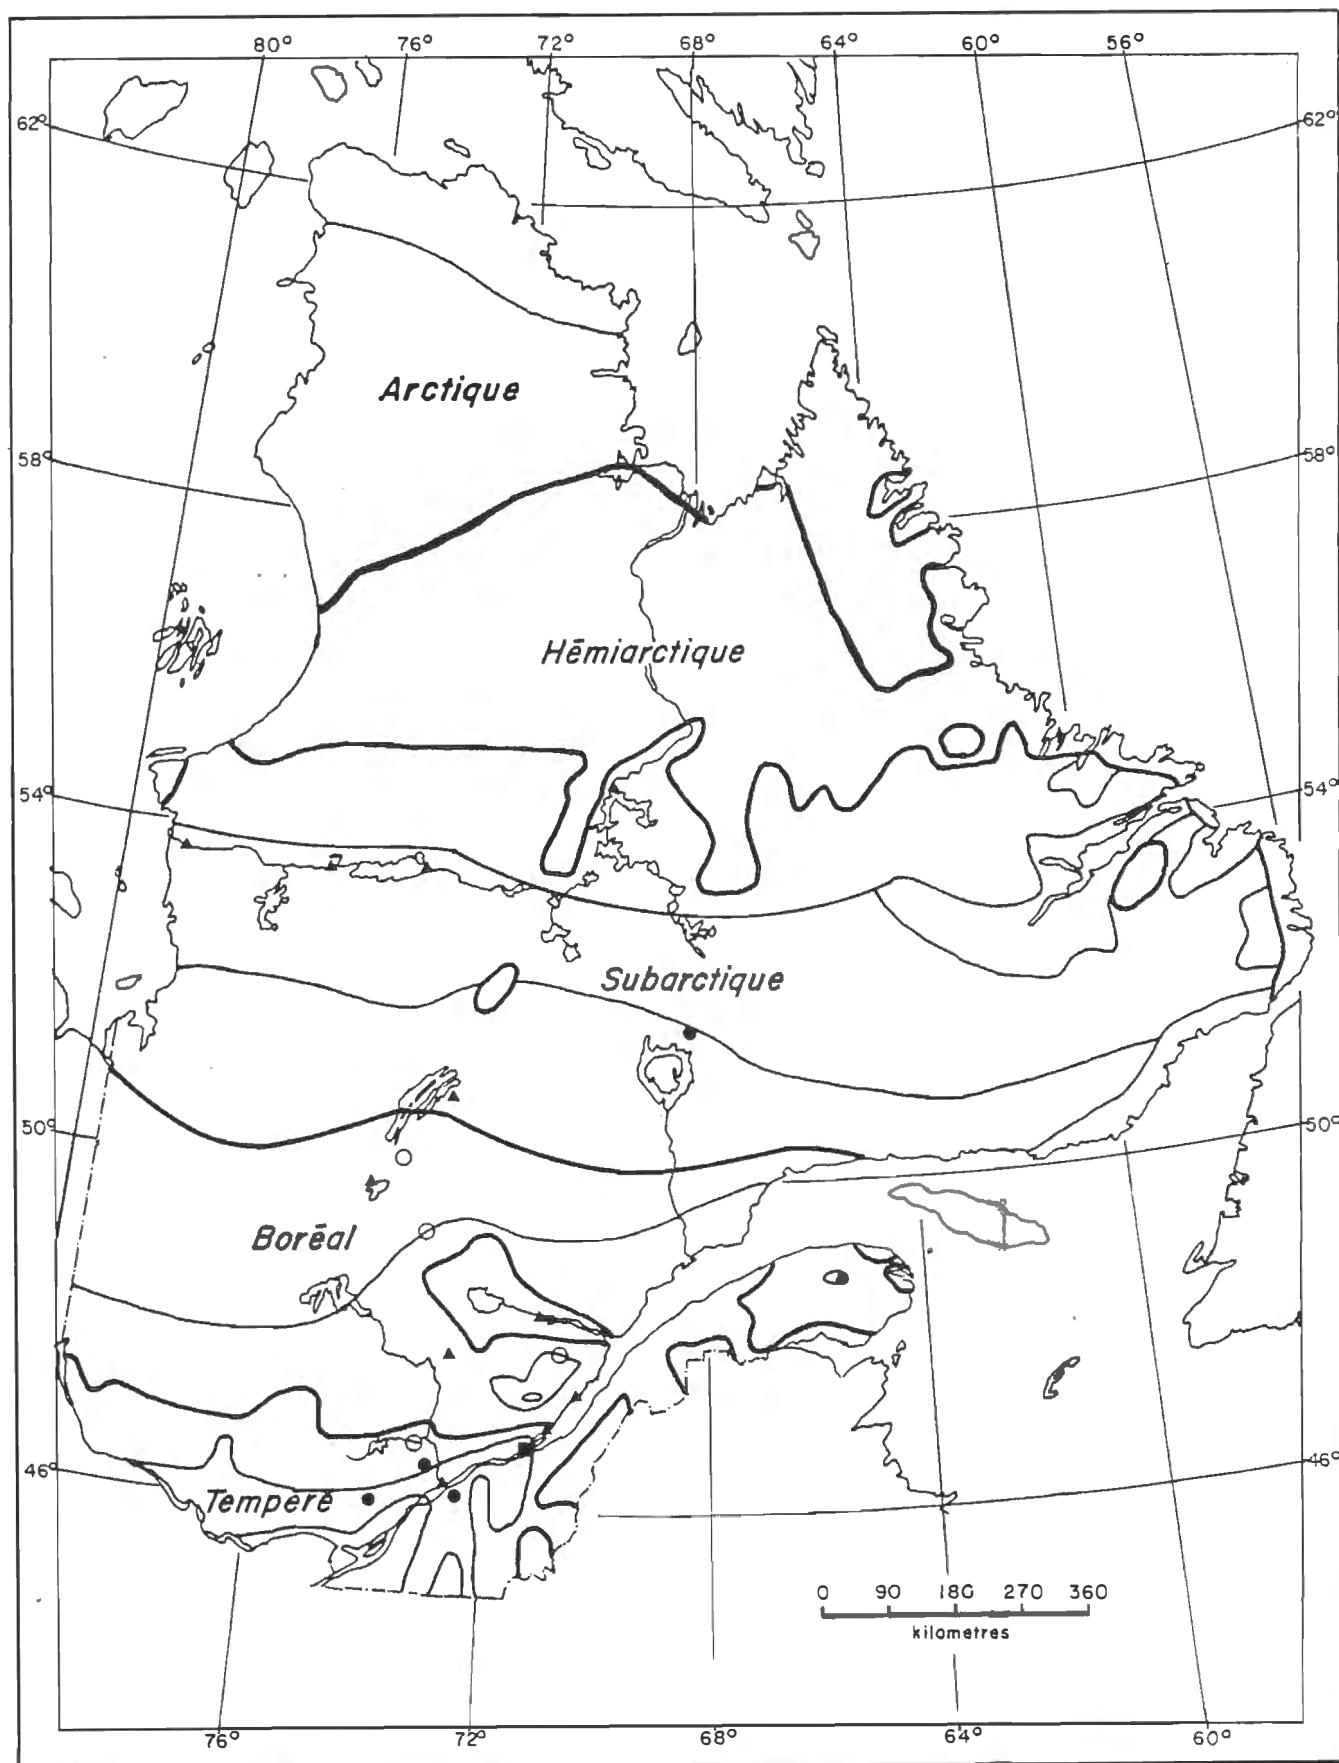 80° 76° 72° 68° 64° 60° 56°
62° 62°
Arctique
58° 58°
Hēmiarctique
54° 54°
Subarctique
50° 50°
Borēal
46° 46°
Tempērē
0 90 180 270 360
kilometres
76° 72° 68° 64° 60°